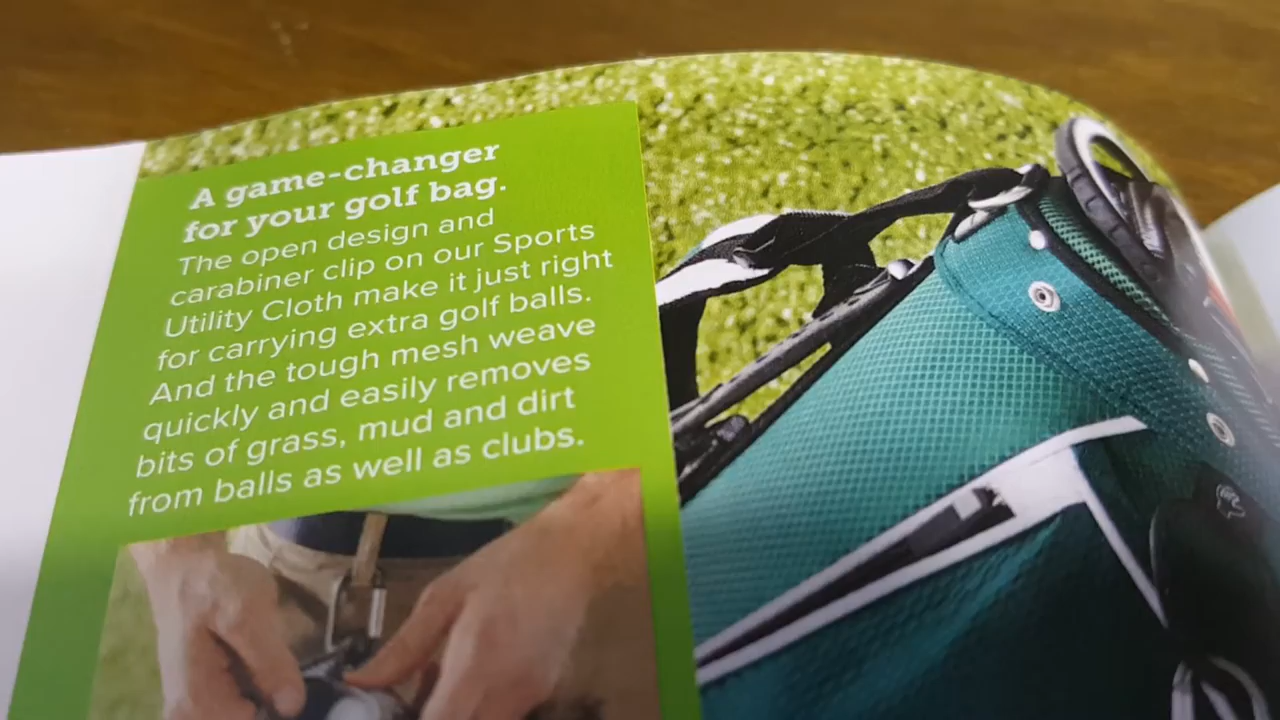 A game-changer
for your golf bag.
The open design and
carabiner clip on our Sports
Utility Cloth make it just right
for carrying extra golf balls.
And the tough mesh weave
quickly and easily removes
bits of grass, mud and dirt
from balls as well as clubs.